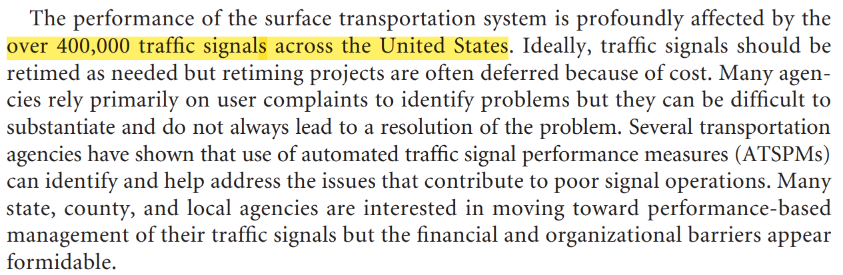 The performance of the surface transportation system is profoundly affected by the
over 400,000 traffic signals across the United States. Ideally, traffic signals should be
retimed as needed but retiming projects are often deferred because of cost. Many agen-
cies rely primarily on user complaints to identify problems but they can be difficult to
substantiate and do not always lead to a resolution of the problem. Several transportation
agencies have shown that use of automated traffic signal performance measures (ATSPMs)
can identify and help address the issues that contribute to poor signal operations. Many
state, county, and local agencies are interested in moving toward performance-based
management of their traffic signals but the financial and organizational barriers appear
formidable.